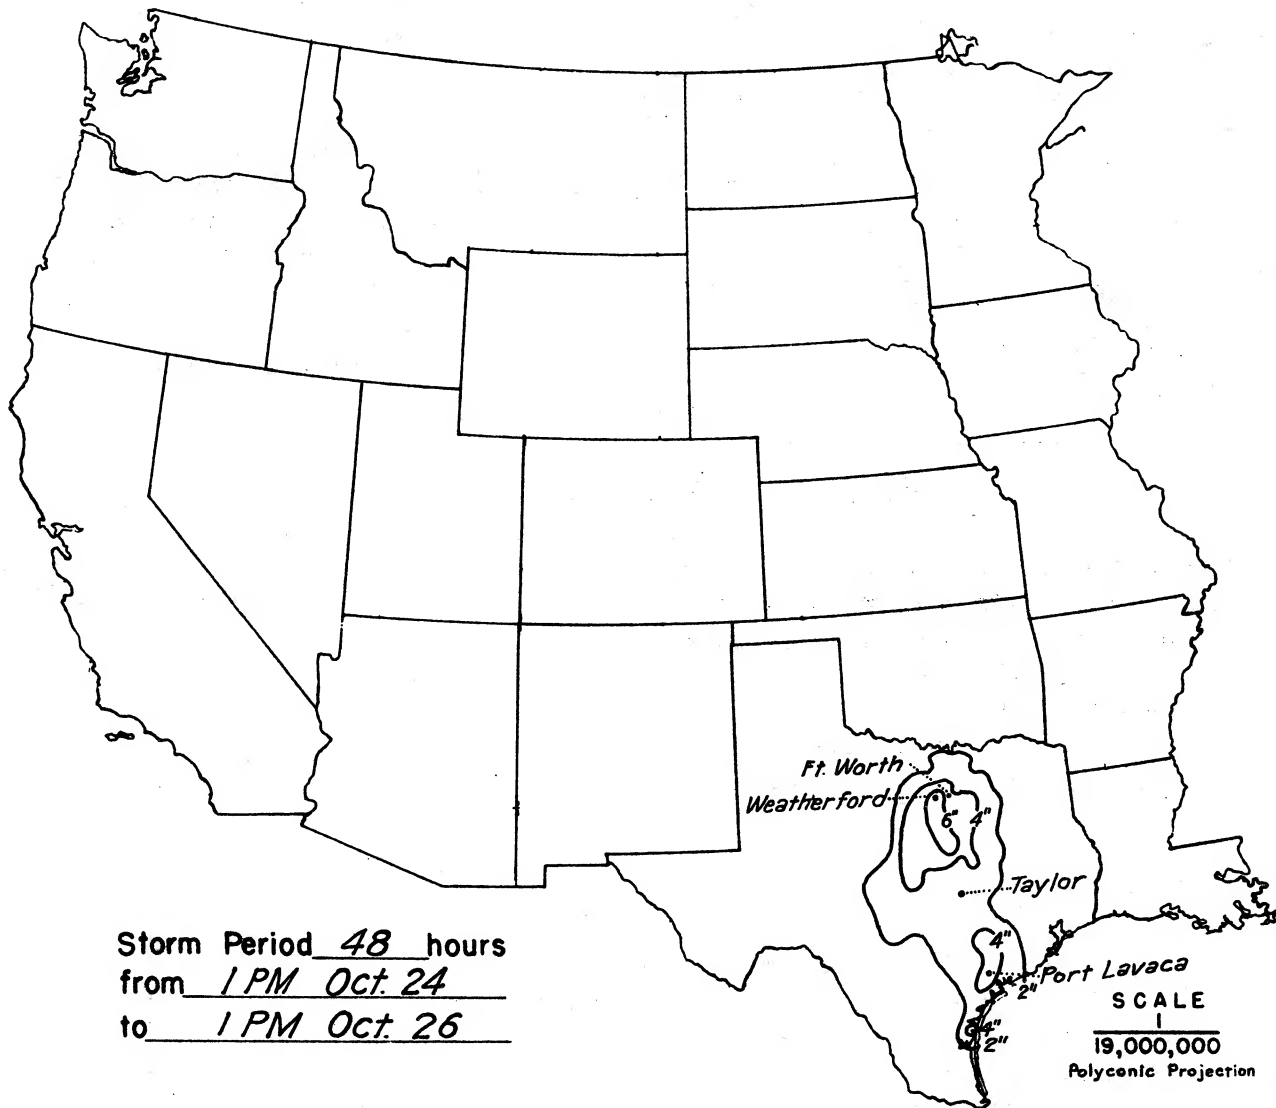 Ft. Worth
Weatherford
6"
4"
Taylor
4"
Port Lavaca
2"
4"
2"
Storm Period 48 hours
from 1 PM Oct. 24
to 1 PM Oct. 26
SCALE
1
19,000,000
Polyconic Projection